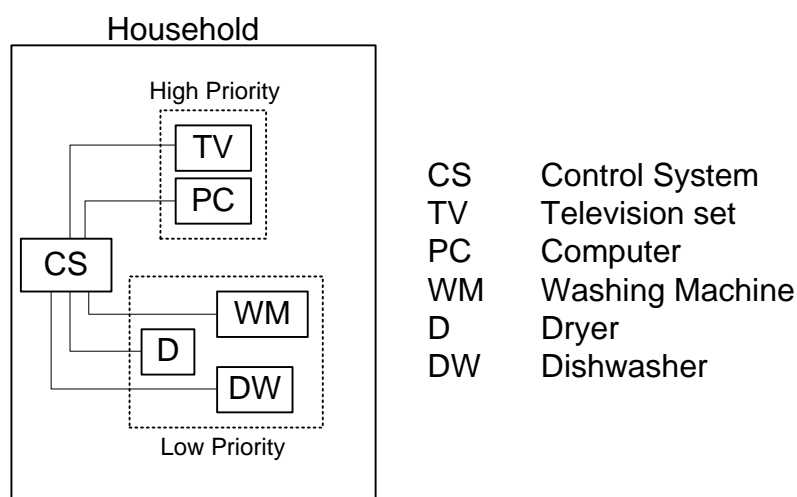 Household
High Priority
TV
PC
CS
WM
D
DW
Low Priority
CS Control System
TV Television set
PC Computer
WM Washing Machine
D Dryer
DW Dishwasher